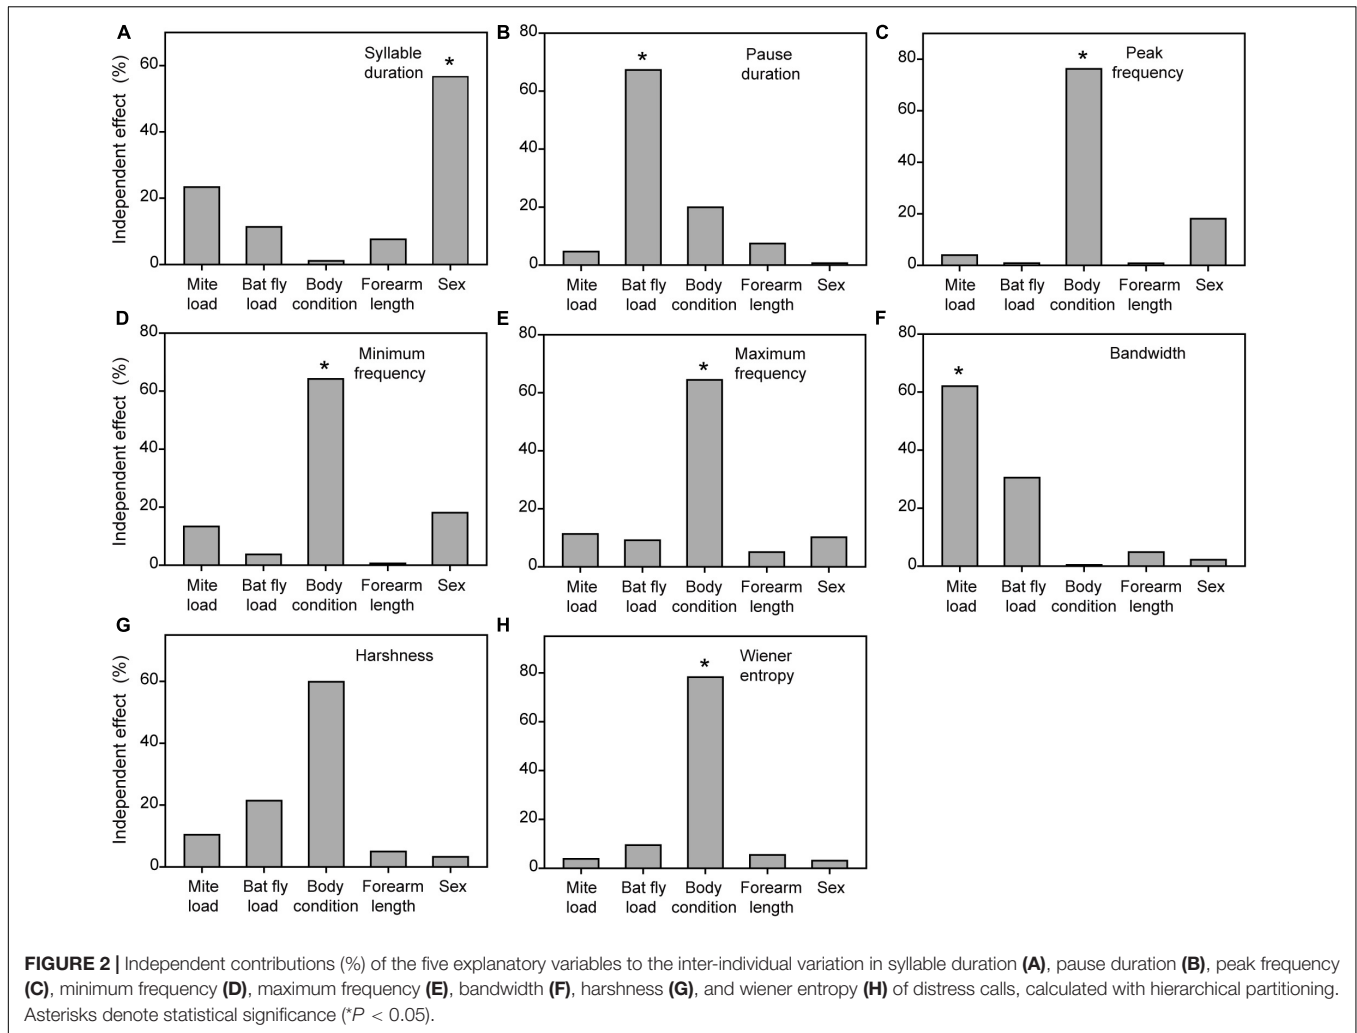 A
Syllable
duration
Independent effect (%)
60
40
20
0
*
Mite
load
Bat fly
load
Body
condition
Forearm
length
Sex
B
Pause
duration
80
60
40
20
0
*
Mite
load
Bat fly
load
Body
condition
Forearm
length
Sex
C
Peak
frequency
80
60
40
20
0
*
Mite
load
Bat fly
load
Body
condition
Forearm
length
Sex
D
Minimum
frequency
Independent effect (%)
80
60
40
20
0
*
Mite
load
Bat fly
load
Body
condition
Forearm
length
Sex
E
Maximum
frequency
80
60
40
20
0
*
Mite
load
Bat fly
load
Body
condition
Forearm
length
Sex
F
Bandwidth
80
60
40
20
0
*
Mite
load
Bat fly
load
Body
condition
Forearm
length
Sex
G
Harshness
Independent effect (%)
60
40
20
0
Mite
load
Bat fly
load
Body
condition
Forearm
length
Sex
H
Wiener
entropy
80
60
40
20
0
*
Mite
load
Bat fly
load
Body
condition
Forearm
length
Sex
FIGURE 2 | Independent contributions (%) of the five explanatory variables to the inter-individual variation in syllable duration (A), pause duration (B), peak frequency
(C), minimum frequency (D), maximum frequency (E), bandwidth (F), harshness (G), and wiener entropy (H) of distress calls, calculated with hierarchical partitioning.
Asterisks denote statistical significance (*P < 0.05).